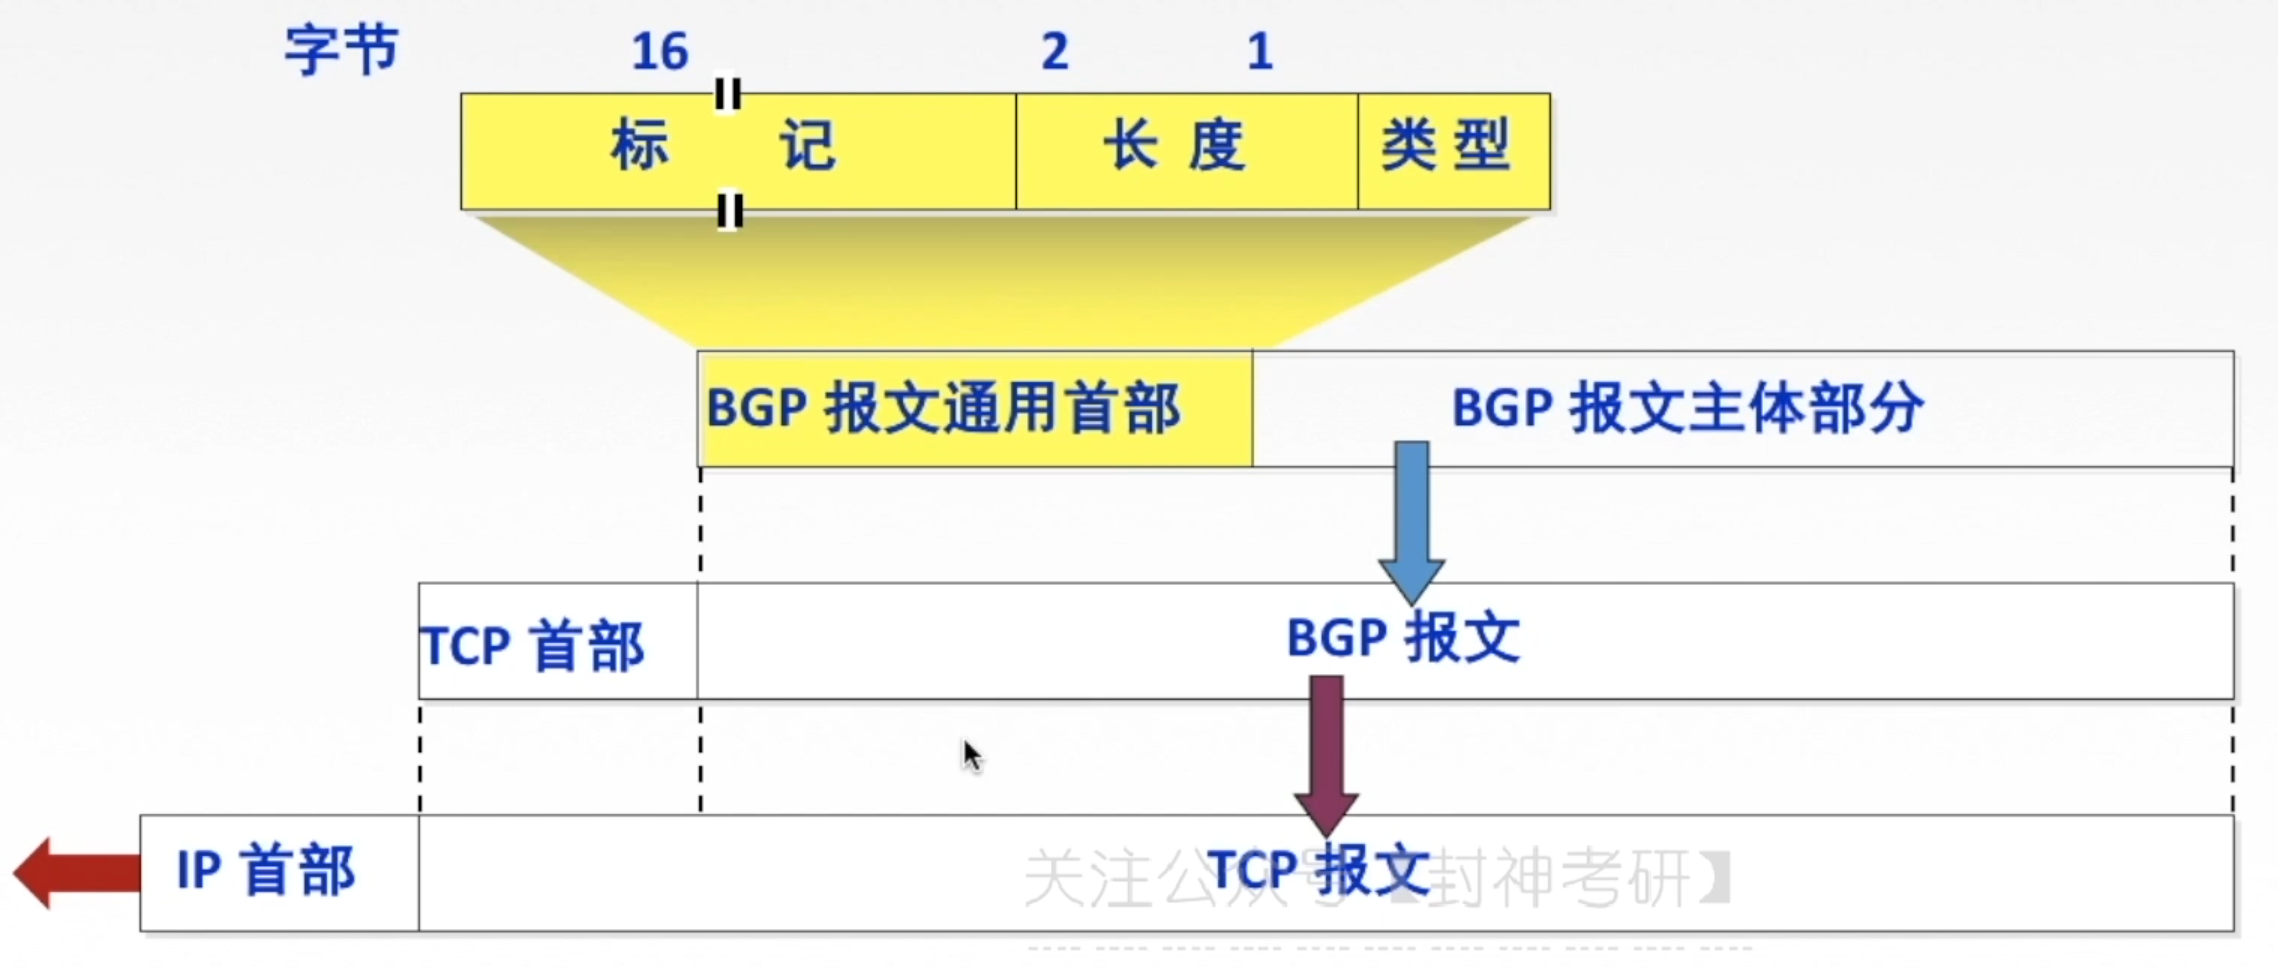 字节 16 2 1
标 记 长 度 类 型
BGP 报文通用首部 BGP 报文主体部分
TCP 首部 BGP 报文
IP 首部 TCP 报文
关注公众号【封神考研】